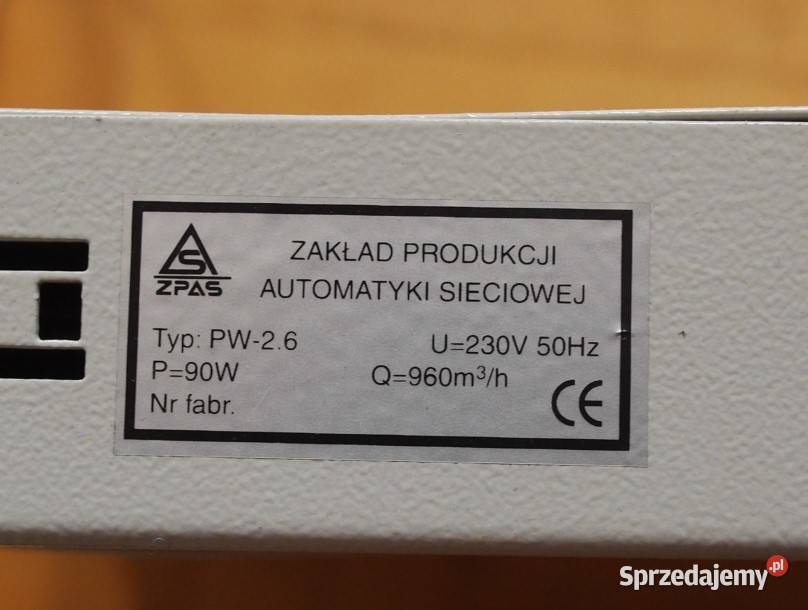 ZAKŁAD PRODUKCJI
ZPAS
AUTOMATYKI SIECIOWEJ
Typ: PW-2.6 U=230V 50Hz
P=90W Q=960m³/h
Nr fabr. CE
Sprzedajemy.pl